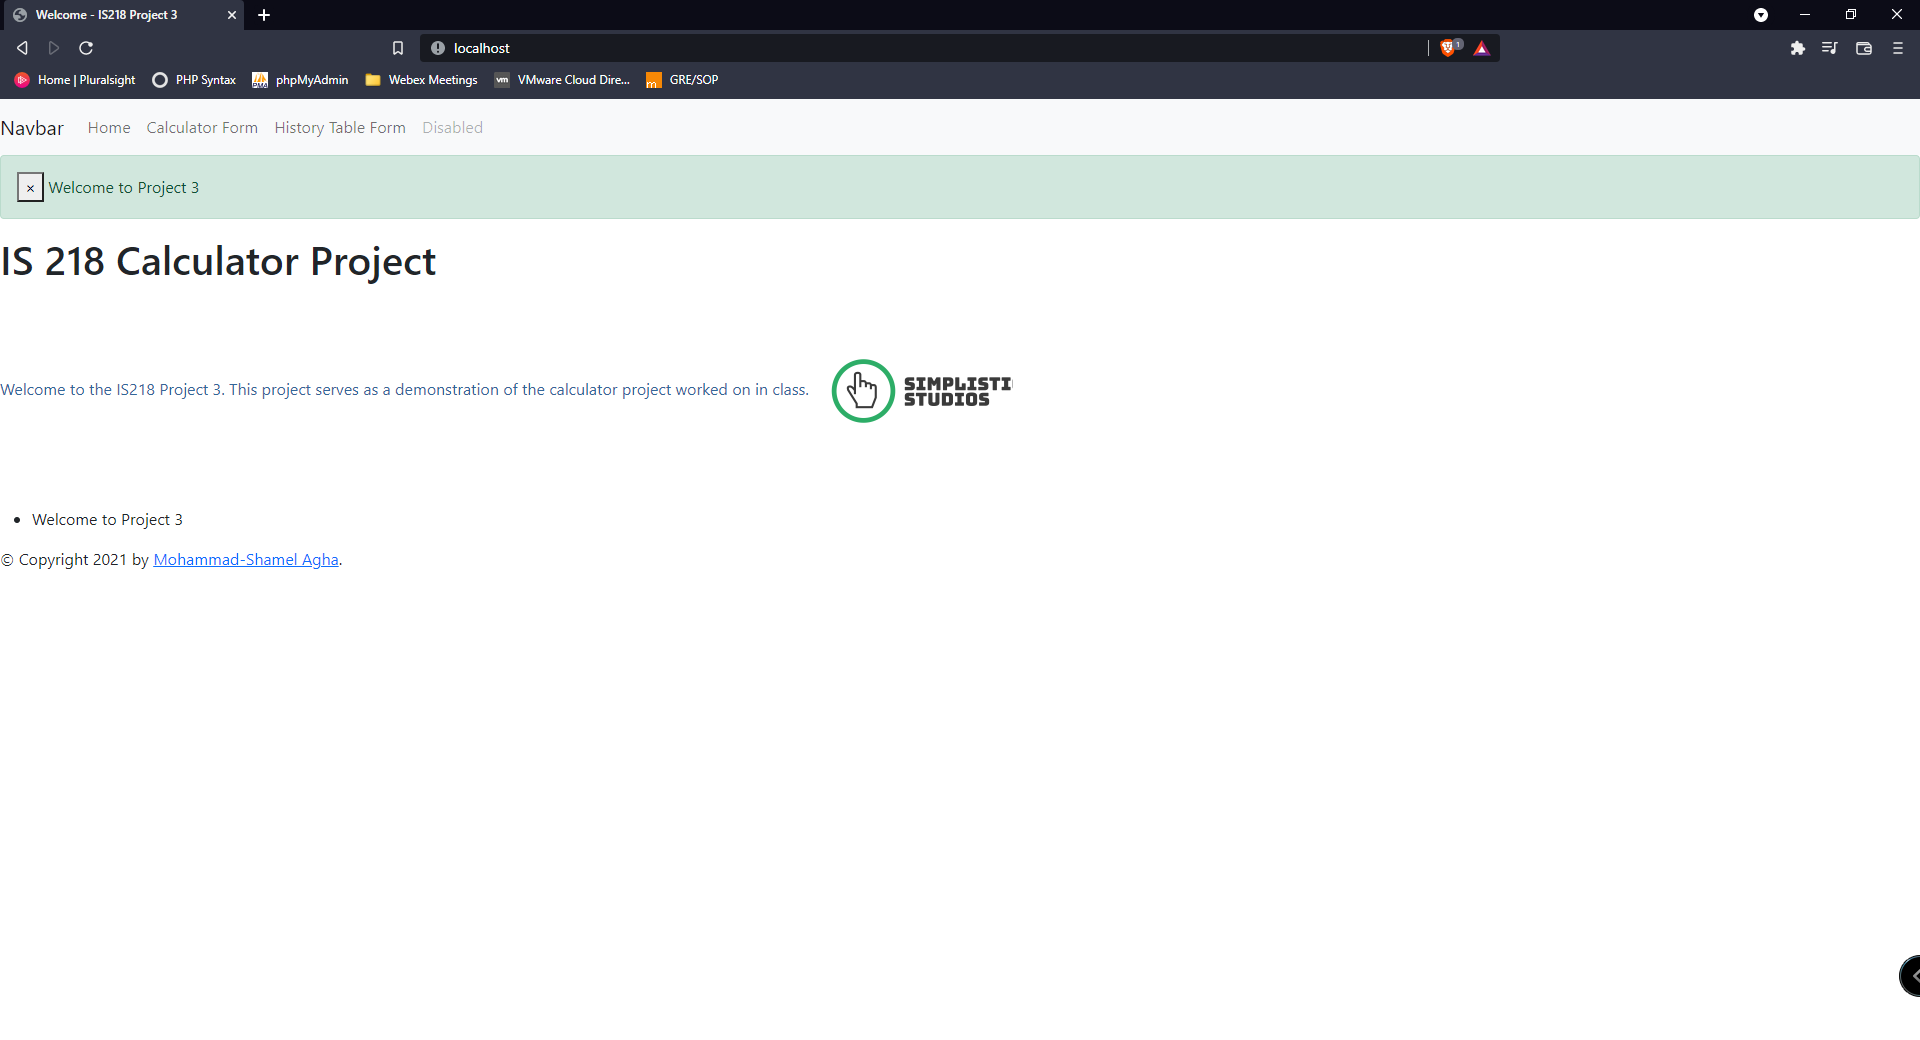 Welcome - IS218 Project 3
localhost
1
Home | Pluralsight PHP Syntax phpMyAdmin Webex Meetings vm VMware Cloud Dire... m GRE/SOP
Navbar Home Calculator Form History Table Form Disabled
× Welcome to Project 3
IS 218 Calculator Project
Welcome to the IS218 Project 3. This project serves as a demonstration of the calculator project worked on in class.
SIMPLISTI
STUDIOS
• Welcome to Project 3
© Copyright 2021 by Mohammad-Shamel Agha.